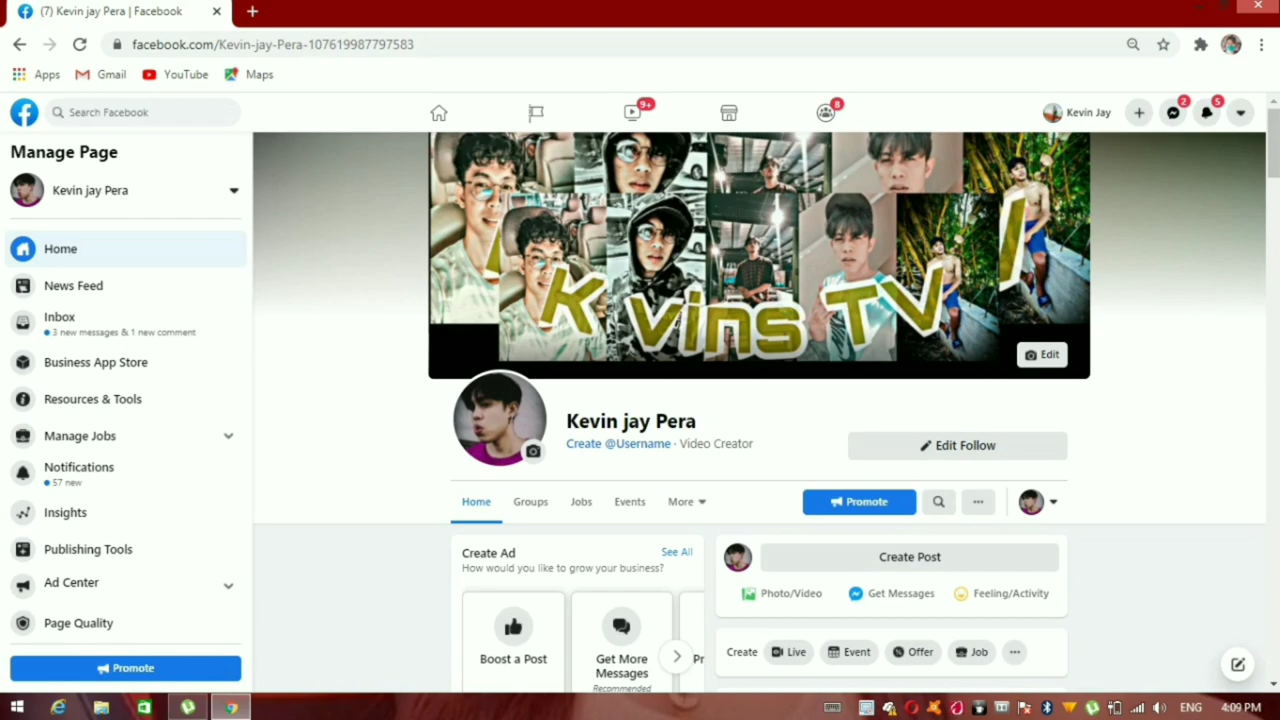 (7) Kevin jay Pera | Facebook
facebook.com/Kevin-jay-Pera-107619987797583
Apps Gmail YouTube Maps
Search Facebook
9+
8
Kevin Jay
2
5
Manage Page
Kevin jay Pera
Home
News Feed
Inbox
3 new messages & 1 new comment
Business App Store
Resources & Tools
Manage Jobs
Notifications
57 new
Insights
Publishing Tools
Ad Center
Page Quality
Promote
K vins TV
Edit
Kevin jay Pera
Create @Username · Video Creator
Edit Follow
Home Groups Jobs Events More
Promote
Create Ad See All
How would you like to grow your business?
Boost a Post
Get More
Messages
Recommended
Pr
Create Post
Photo/Video Get Messages Feeling/Activity
Create Live Event Offer Job
ENG 4:09 PM